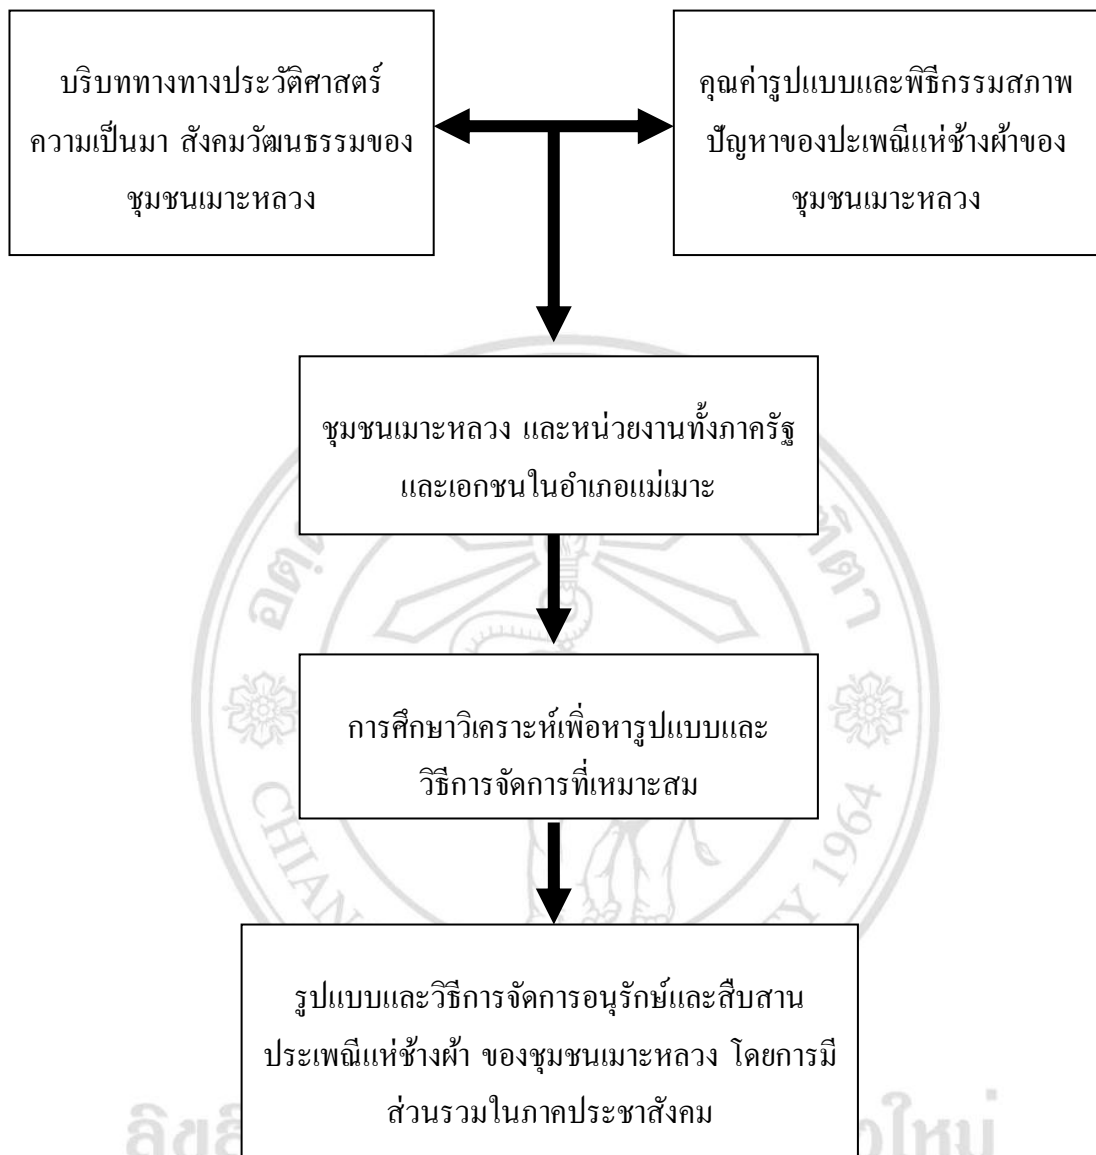 บริบททางทางประวัติศาสตร์
ความเป็นมา สังคมวัฒนธรรมของ
ชุมชนเมาะหลวง
คุณค่ารูปแบบและพิธีกรรมสภาพ
ปัญหาของปะเพณีแห่ช้างผ้าของ
ชุมชนเมาะหลวง
ชุมชนเมาะหลวง และหน่วยงานทั้งภาครัฐ
และเอกชนในอำเภอแม่เมาะ
การศึกษาวิเคราะห์เพื่อหารูปแบบและ
วิธีการจัดการที่เหมาะสม
รูปแบบและวิธีการจัดการอนุรักษ์และสืบสาน
ประเพณีแห่ช้างผ้า ของชุมชนเมาะหลวง โดยการมี
ส่วนรวมในภาคประชาสังคม
1964